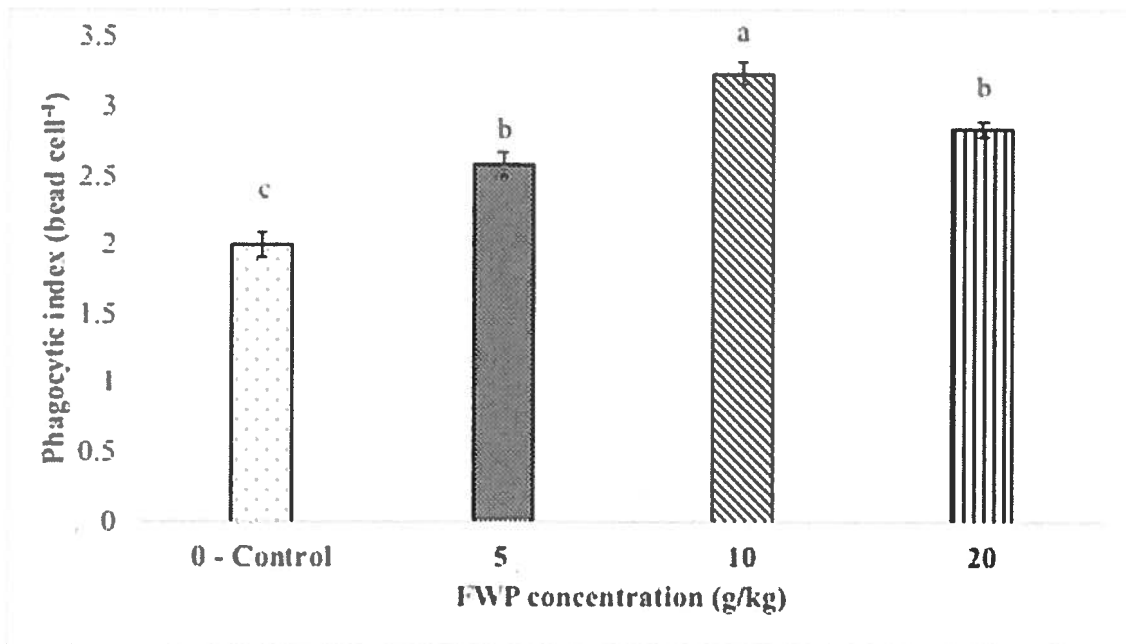 Phagocytic index (bead cell⁻¹)
3.5
3
2.5
2
1.5
1
0.5
0
c
b
a
b
0 - Control
5
10
20
FWP concentration (g/kg)